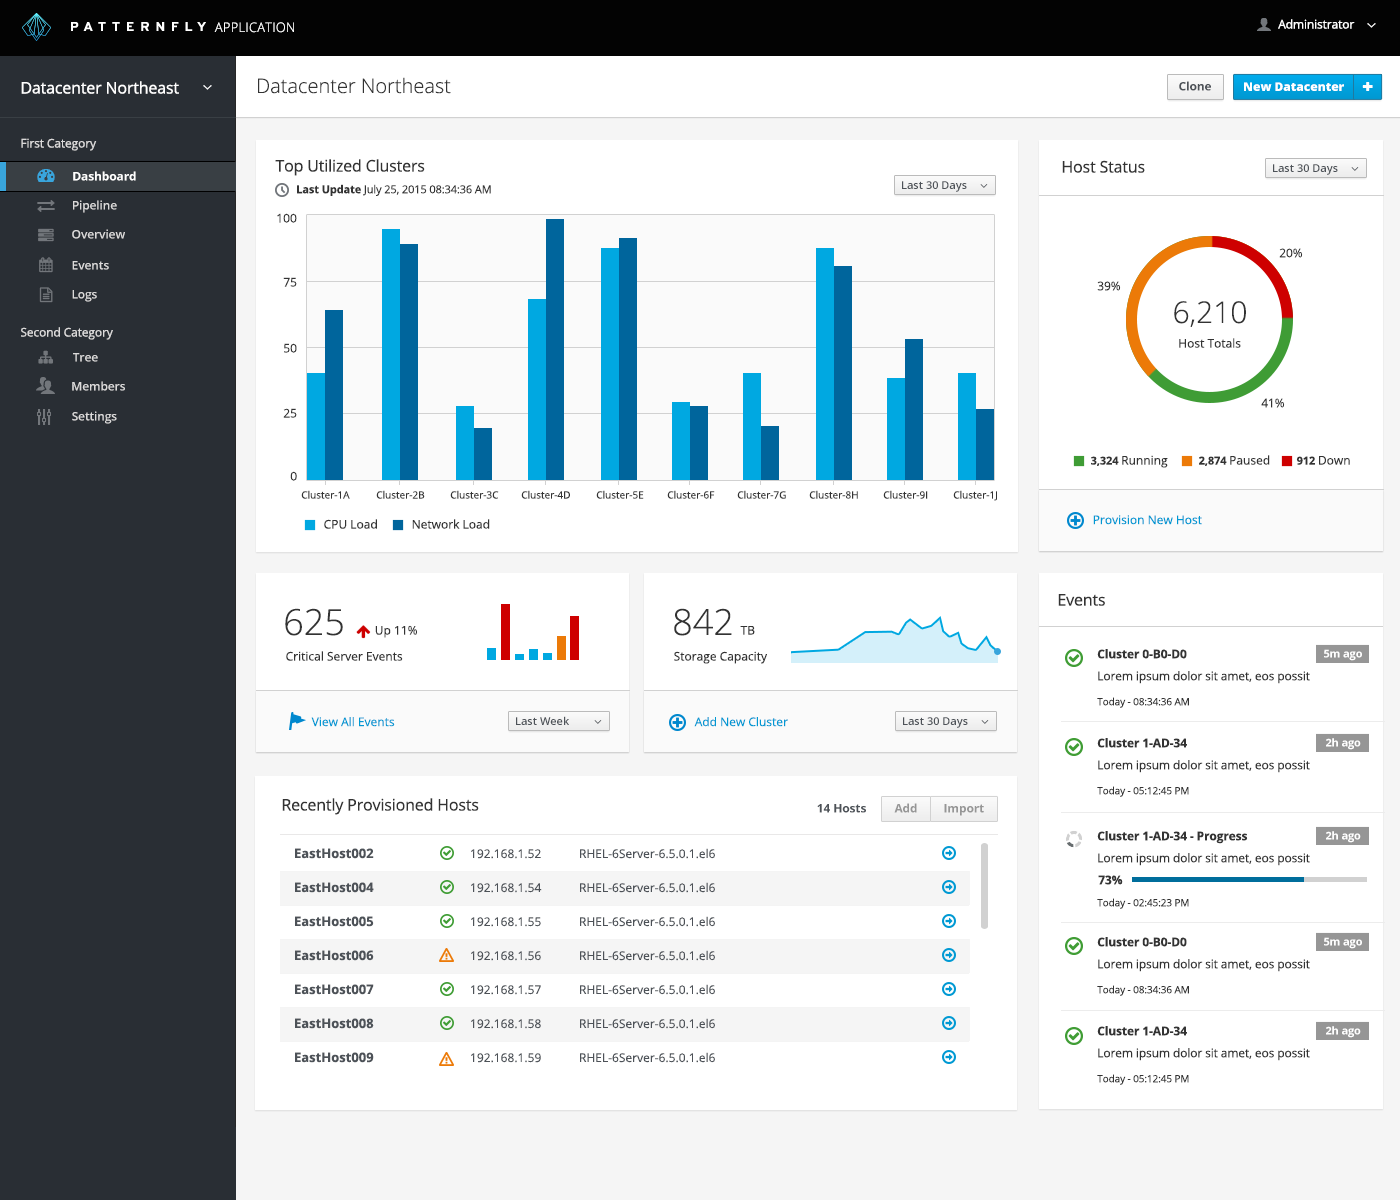 PATTERNFLY APPLICATION
Administrator
Datacenter Northeast
First Category
Dashboard
Pipeline
Overview
Events
Logs
Second Category
Tree
Members
Settings
Datacenter Northeast
Clone
New Datacenter +
Top Utilized Clusters
Last Update July 25, 2015 08:34:36 AM
Last 30 Days
100
75
50
25
0
Cluster-1A Cluster-2B Cluster-3C Cluster-4D Cluster-5E Cluster-6F Cluster-7G Cluster-8H Cluster-9I Cluster-1J
CPU Load Network Load
Host Status
Last 30 Days
20%
39%
6,210
Host Totals
41%
3,324 Running 2,874 Paused 912 Down
Provision New Host
625 Up 11%
Critical Server Events
View All Events
Last Week
842 TB
Storage Capacity
Add New Cluster
Last 30 Days
Recently Provisioned Hosts
14 Hosts Add Import
EastHost002 192.168.1.52 RHEL-6Server-6.5.0.1.el6
EastHost004 192.168.1.54 RHEL-6Server-6.5.0.1.el6
EastHost005 192.168.1.55 RHEL-6Server-6.5.0.1.el6
EastHost006 192.168.1.56 RHEL-6Server-6.5.0.1.el6
EastHost007 192.168.1.57 RHEL-6Server-6.5.0.1.el6
EastHost008 192.168.1.58 RHEL-6Server-6.5.0.1.el6
EastHost009 192.168.1.59 RHEL-6Server-6.5.0.1.el6
Events
Cluster 0-B0-D0 5m ago
Lorem ipsum dolor sit amet, eos possit
Today - 08:34:36 AM
Cluster 1-AD-34 2h ago
Lorem ipsum dolor sit amet, eos possit
Today - 05:12:45 PM
Cluster 1-AD-34 - Progress 2h ago
Lorem ipsum dolor sit amet, eos possit
73%
Today - 02:45:23 PM
Cluster 0-B0-D0 5m ago
Lorem ipsum dolor sit amet, eos possit
Today - 08:34:36 AM
Cluster 1-AD-34 2h ago
Lorem ipsum dolor sit amet, eos possit
Today - 05:12:45 PM